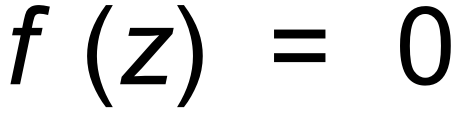 f (z) = 0